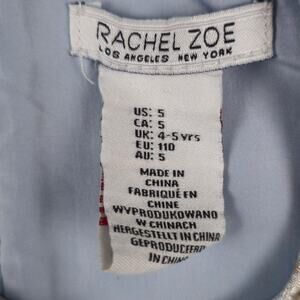 RACHEL ZOE
LOS ANGELES NEW YORK
US: 5
CA: 5
UK: 4-5 yrs
EU: 110
AU: 5
MADE IN
CHINA
FABRIQUÉ EN
CHINE
WYPRODUKOWANO
W CHINACH
HERGESTELLT IN CHINA
GEPRODUCEERD
IN CHINA